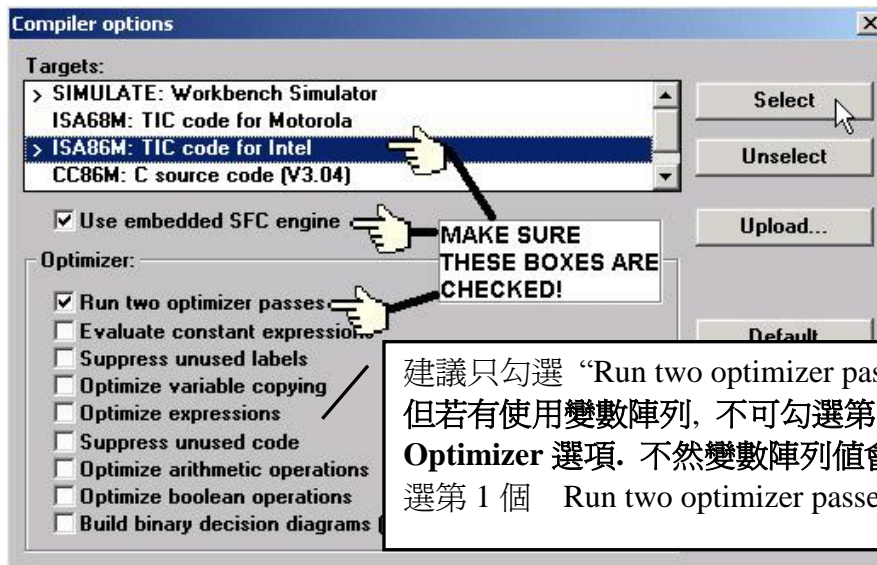 Compiler options
Targets:
> SIMULATE: Workbench Simulator
ISA68M: TIC code for Motorola
> ISA86M: TIC code for Intel
CC86M: C source code (V3.04)
Select
Unselect
Upload...
Default
Use embedded SFC engine
MAKE SURE
THESE BOXES ARE
CHECKED!
Optimizer:
Run two optimizer passes
Evaluate constant
Suppress unused labels
Optimize variable copying
Optimize expressions
Suppress unused code
Optimize arithmetic operations
Optimize boolean operations
Build binary decision diagrams
建議只勾選 “Run two optimizer
但若有使用變數陣列, 不可勾選第
Optimizer 選項. 不然變數陣列值
選第 1 個 Run two optimizer